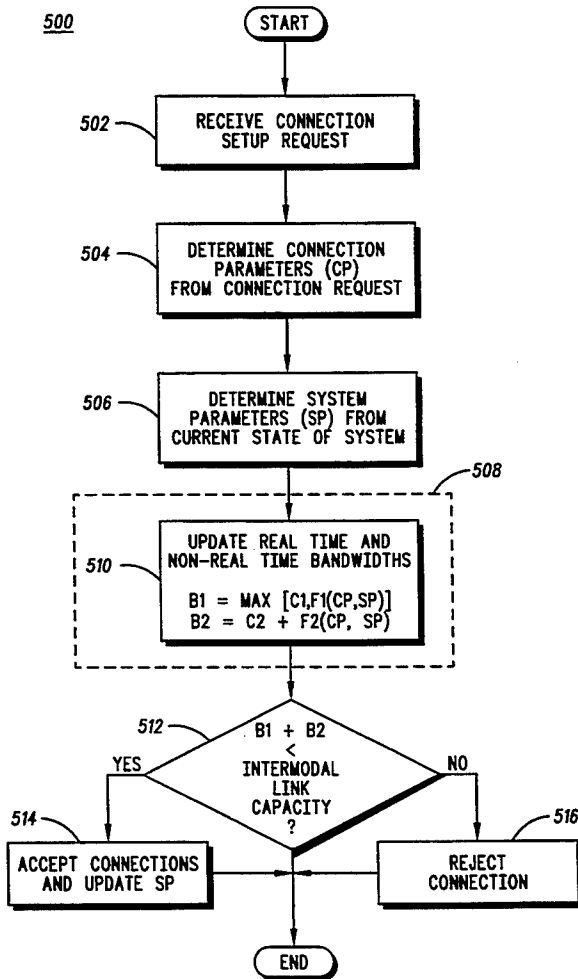 500
START
502
RECEIVE CONNECTION
SETUP REQUEST
504
DETERMINE CONNECTION
PARAMETERS (CP)
FROM CONNECTION REQUEST
506
DETERMINE SYSTEM
PARAMETERS (SP) FROM
CURRENT STATE OF SYSTEM
508
510
UPDATE REAL TIME AND
NON-REAL TIME BANDWIDTHS
B1 = MAX [C1,F1(CP,SP)]
B2 = C2 + F2(CP, SP)
512
B1 + B2
<
INTERMODAL
LINK
CAPACITY
?
YES
NO
514
ACCEPT CONNECTIONS
AND UPDATE SP
516
REJECT
CONNECTION
END